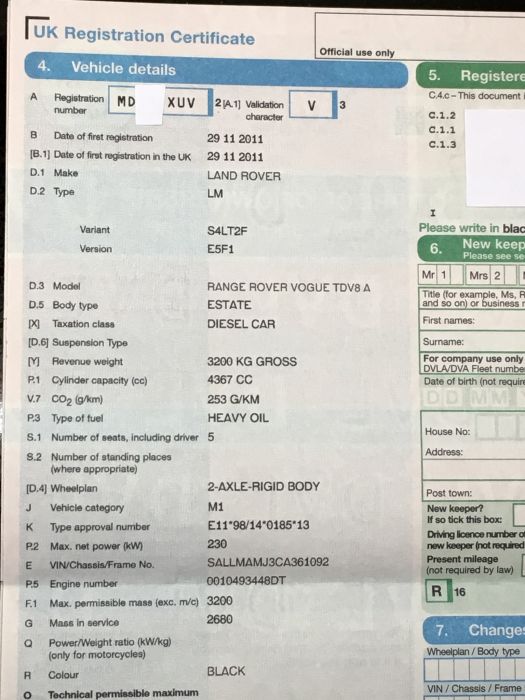 UK Registration Certificate
Official use only
4. Vehicle details
A Registration number MD XUV 2 [A.1] Validation character V 3
B Date of first registration 29 11 2011
[B.1] Date of first registration in the UK 29 11 2011
D.1 Make LAND ROVER
D.2 Type LM
Variant S4LT2F
Version E5F1
D.3 Model RANGE ROVER VOGUE TDV8 A
D.5 Body type ESTATE
[X] Taxation class DIESEL CAR
[D.6] Suspension Type
[Y] Revenue weight 3200 KG GROSS
P.1 Cylinder capacity (cc) 4367 CC
V.7 CO2 (g/km) 253 G/KM
P.3 Type of fuel HEAVY OIL
S.1 Number of seats, including driver 5
S.2 Number of standing places
(where appropriate)
[D.4] Wheelplan 2-AXLE-RIGID BODY
J Vehicle category M1
K Type approval number E11*98/14*0185*13
P.2 Max. net power (kW) 230
E VIN/Chassis/Frame No. SALLMAMJ3CA361092
P.5 Engine number 0010493448DT
F.1 Max. permissible mass (exc. m/c) 3200
G Mass in service 2680
Q Power/Weight ratio (kW/kg)
(only for motorcycles)
R Colour BLACK
O Technical permissible maximum
5. Registere
C.4.c - This document i
C.1.2
C.1.1
C.1.3
I
Please write in blac
6. New keep
Please see se
Mr 1 Mrs 2
Title (for example, Ms, R
and so on) or business n
First names:
Surname:
For company use only
DVLA/DVA Fleet numbe
Date of birth (not require
D D M M
House No:
Address:
Post town:
New keeper?
If so tick this box:
Driving licence number o
new keeper (not required
Present mileage
(not required by law)
R 16
7. Change
Wheelplan / Body type
VIN / Chassis / Frame